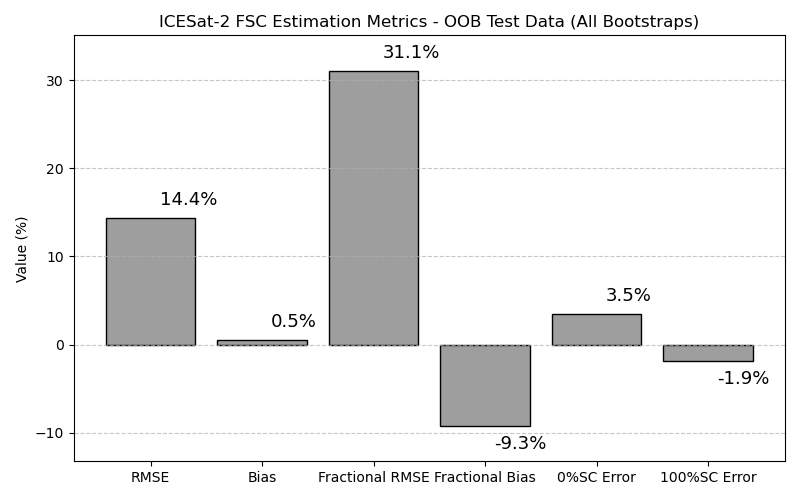 ICESat-2 FSC Estimation Metrics - OOB Test Data (All Bootstraps)
Value (%)
30
20
10
0
−10
14.4%
0.5%
31.1%
-9.3%
3.5%
-1.9%
RMSE
Bias
Fractional RMSE
Fractional Bias
0%SC Error
100%SC Error